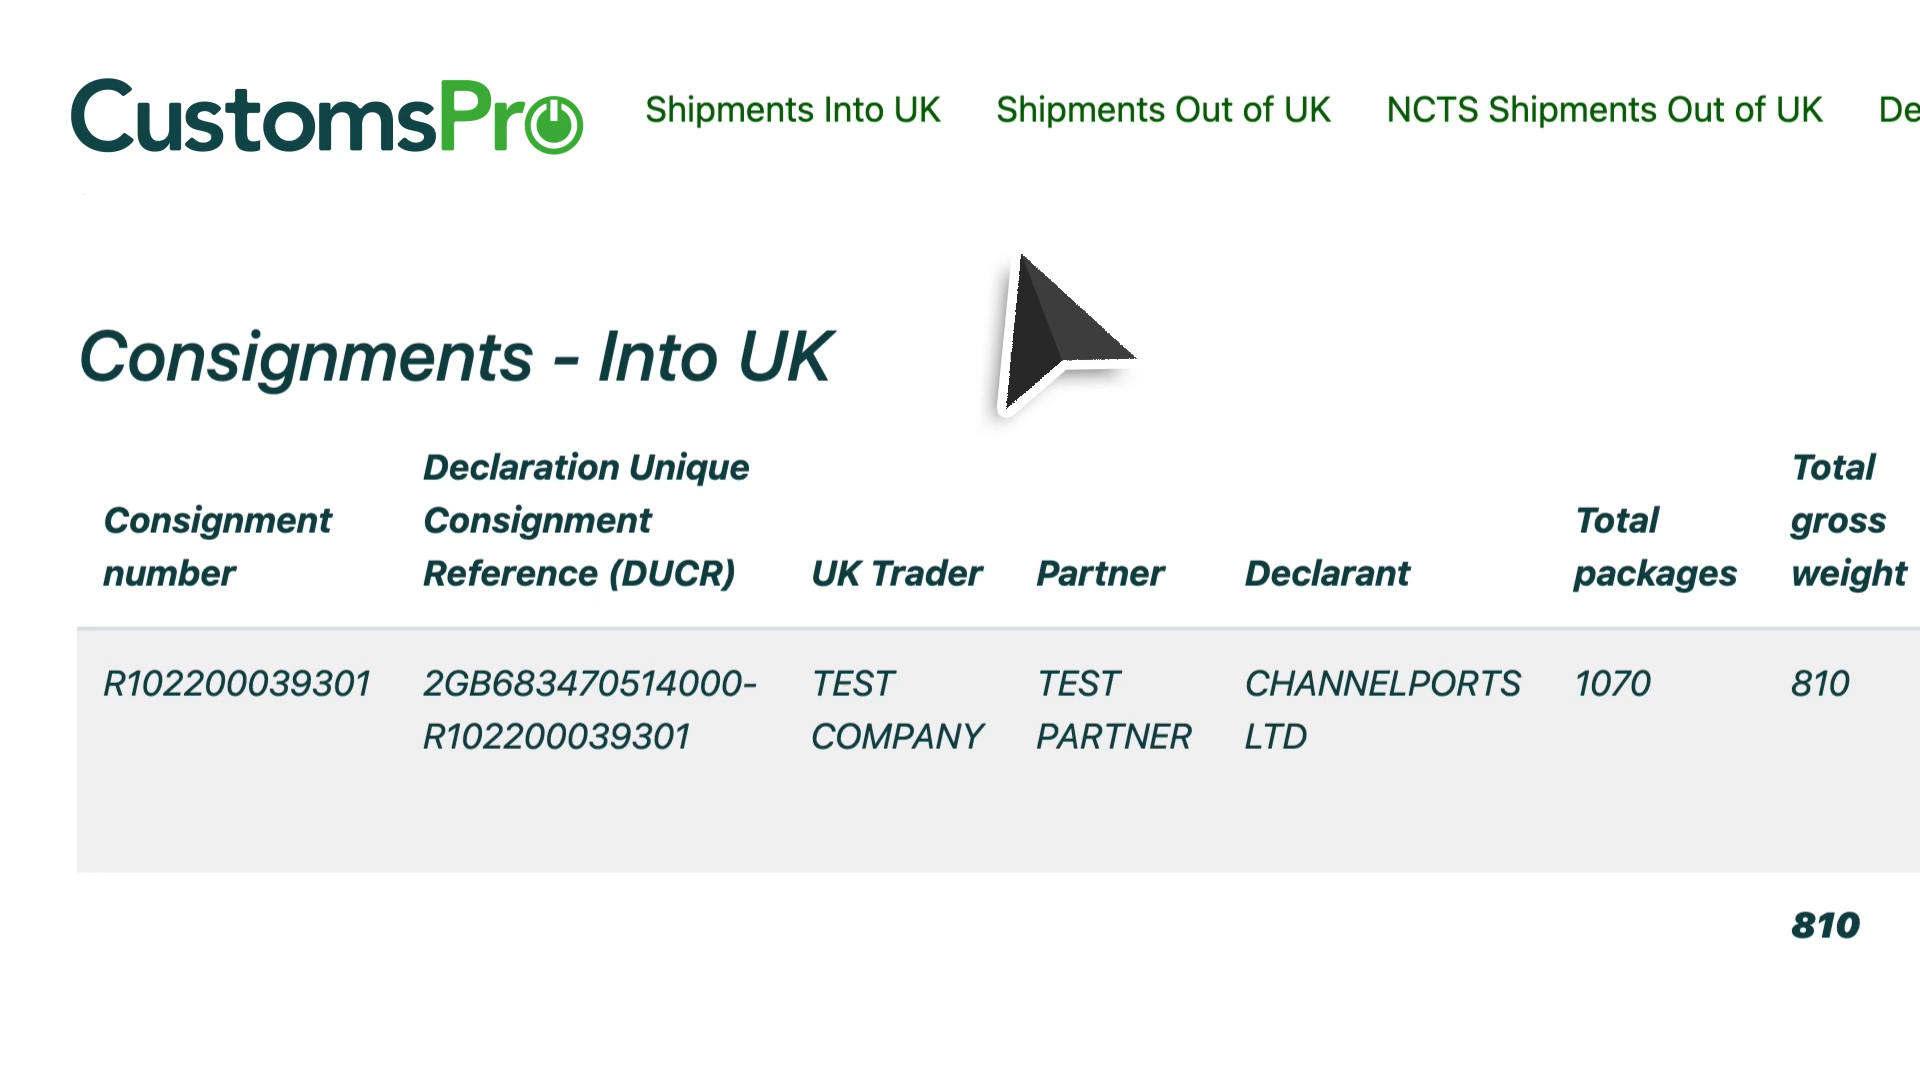 CustomsPro
Shipments Into UK
Shipments Out of UK
NCTS Shipments Out of UK
Consignments - Into UK
Consignment number
Declaration Unique Consignment Reference (DUCR)
UK Trader
Partner
Declarant
Total packages
Total gross weight
R102200039301
2GB683470514000-
R102200039301
TEST COMPANY
TEST PARTNER
CHANNELPORTS LTD
1070
810
810